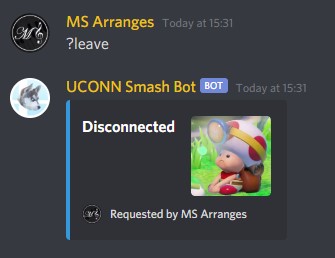 MS Arranges Today at 15:31
?leave
UCONN Smash Bot BOT Today at 15:31
Disconnected
Requested by MS Arranges